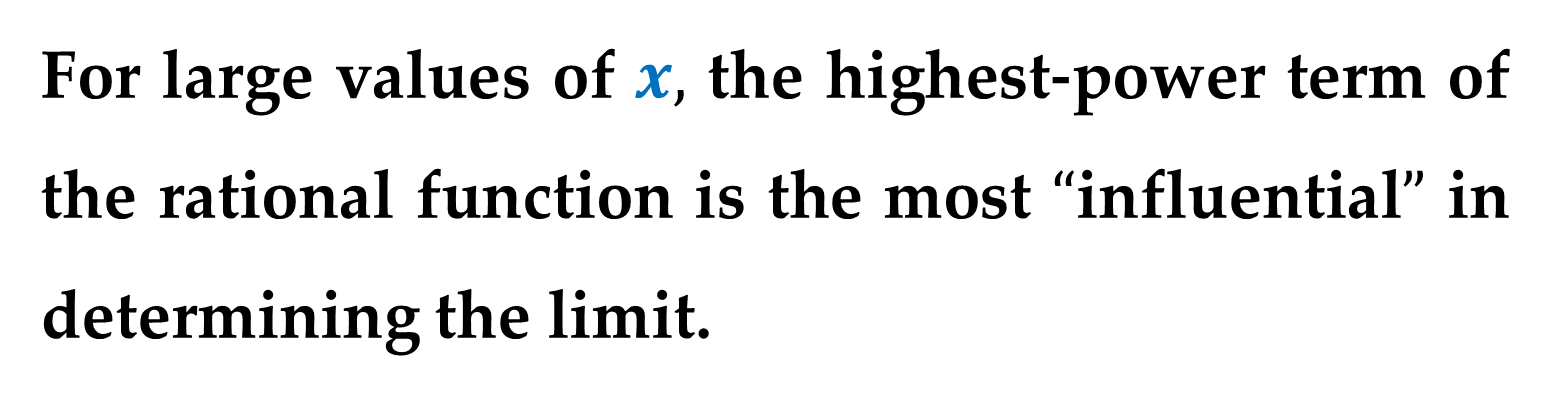 For large values of x, the highest-power term of
the rational function is the most “influential” in
determining the limit.